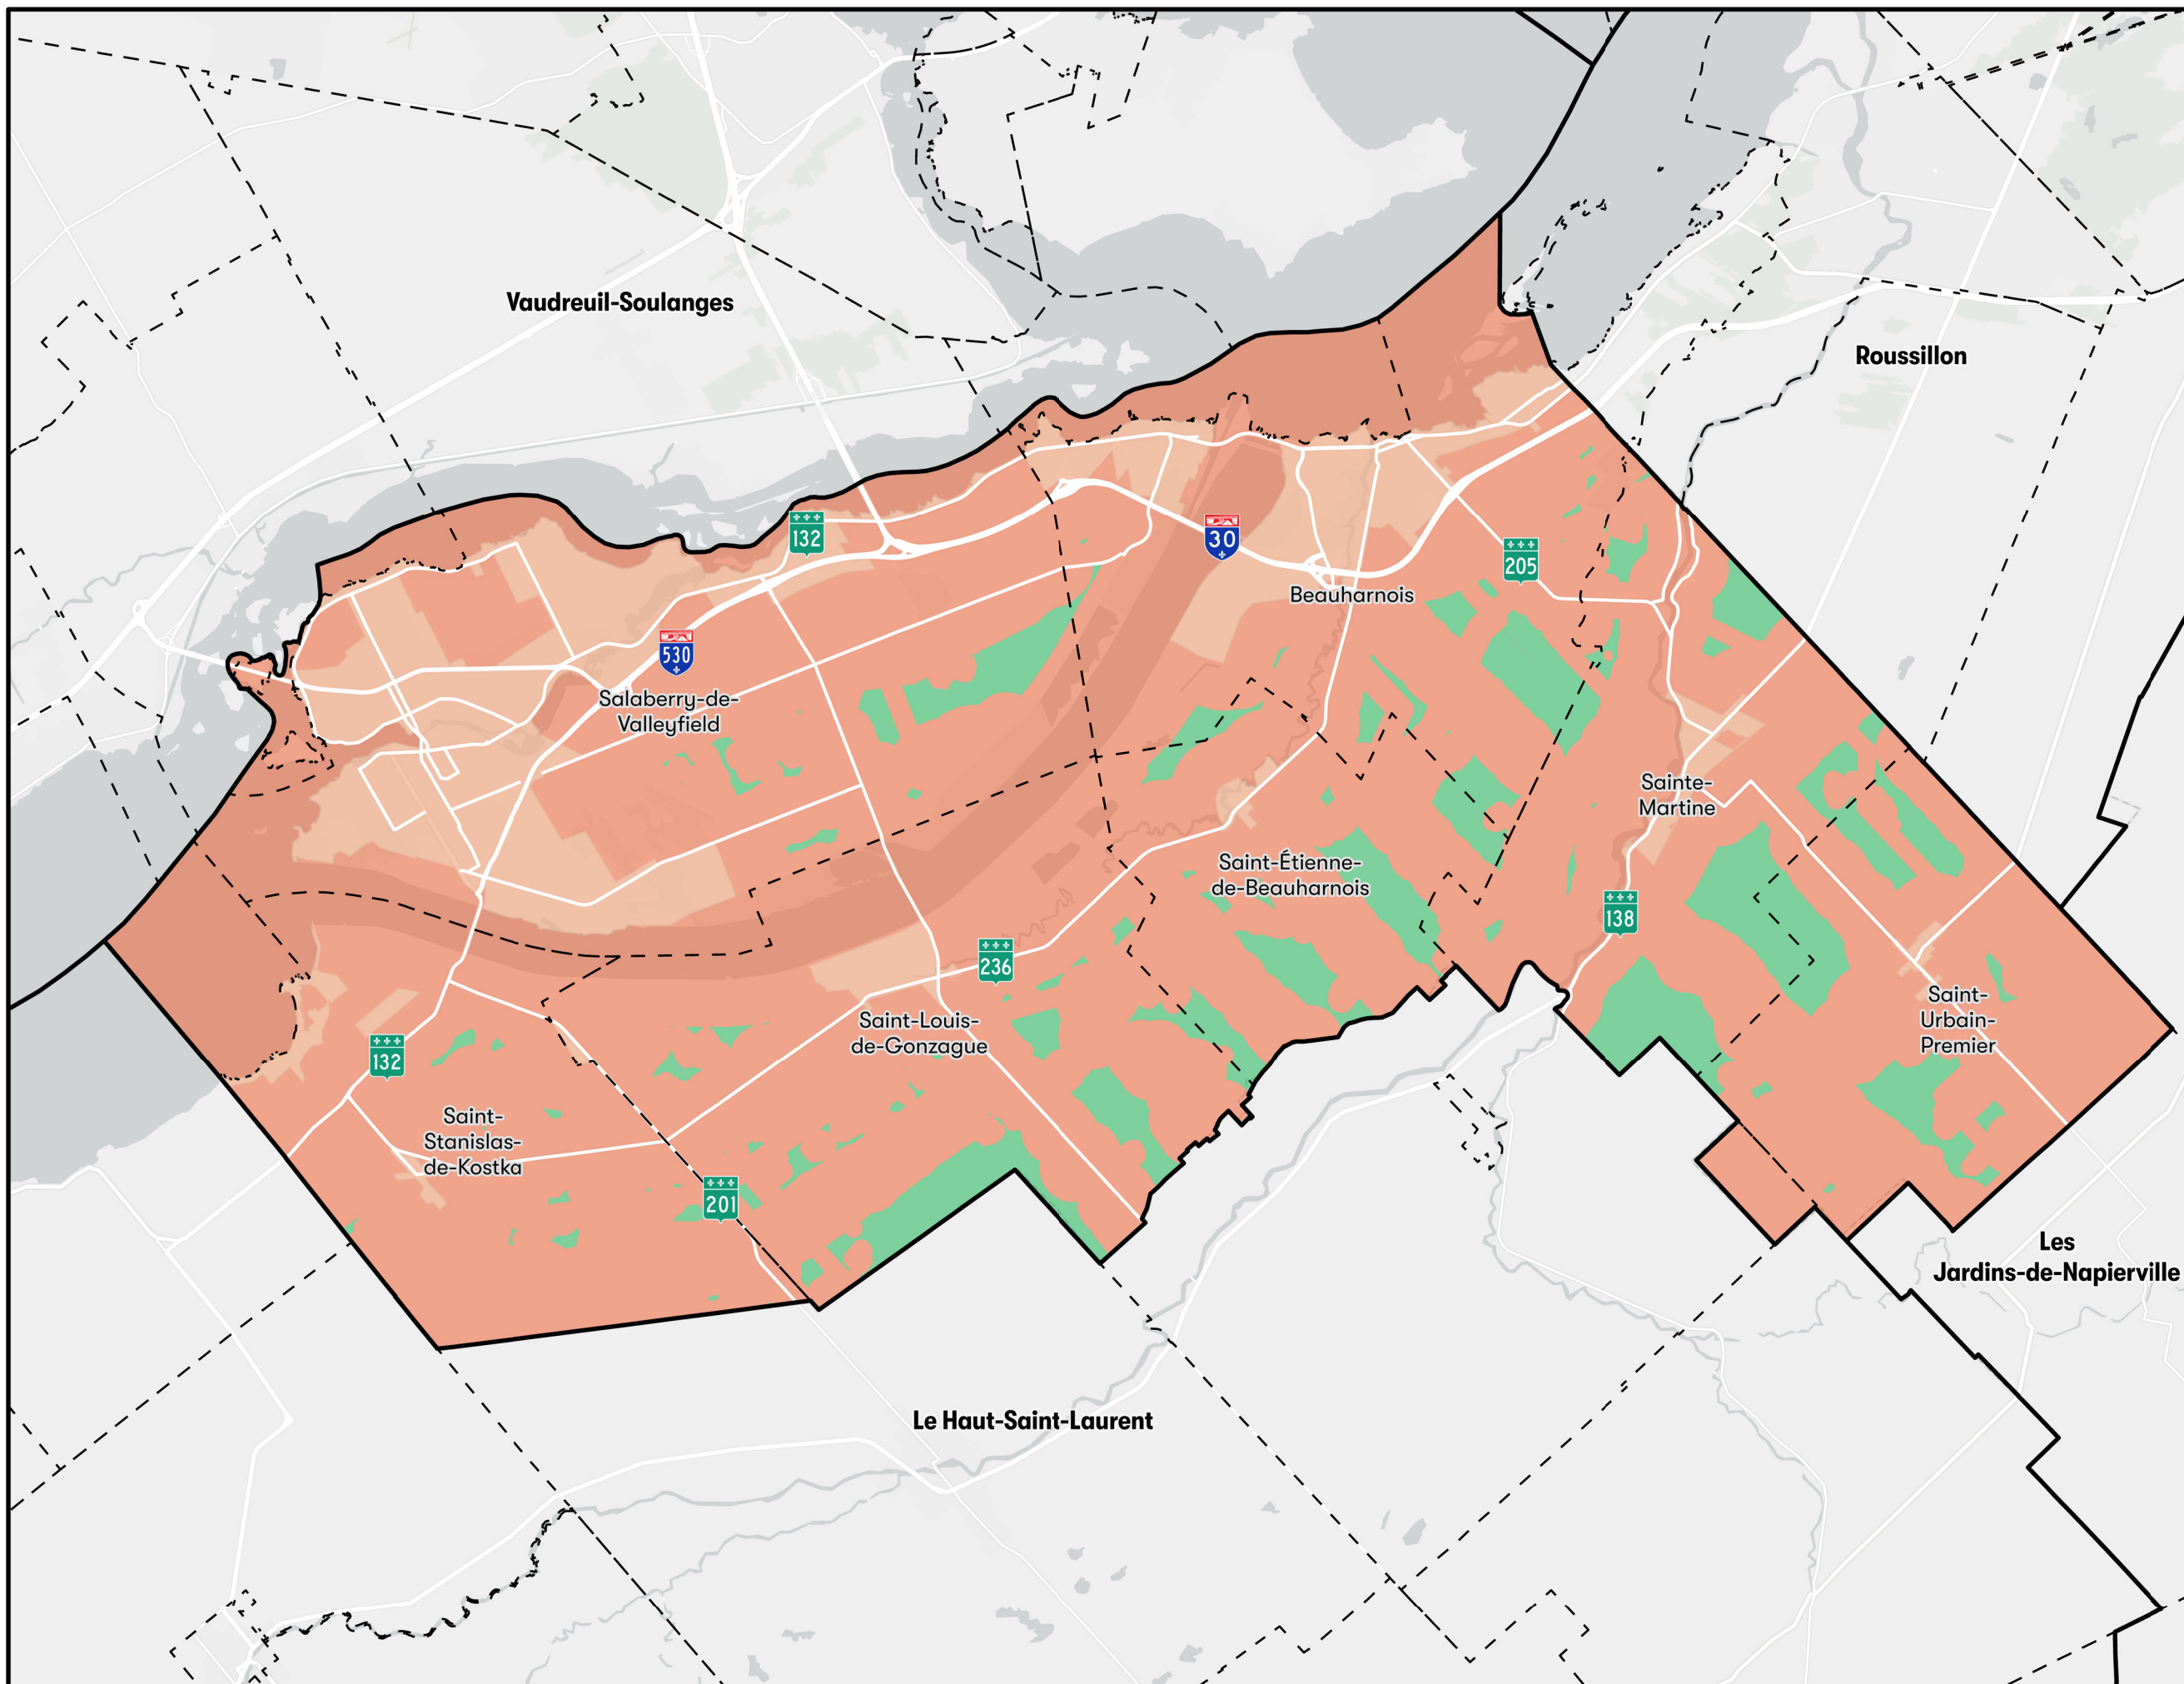 Vaudreuil-Soulanges
Roussillon
132
30
205
Beauharnois
530
Salaberry-de-
Valleyfield
Sainte-
Martine
Saint-Étienne-
de-Beauharnois
138
236
Saint-
Urbain-
Premier
Saint-Louis-
de-Gonzague
132
Saint-
Stanislas-
de-Kostka
201
Les
Jardins-de-Napierville
Le Haut-Saint-Laurent